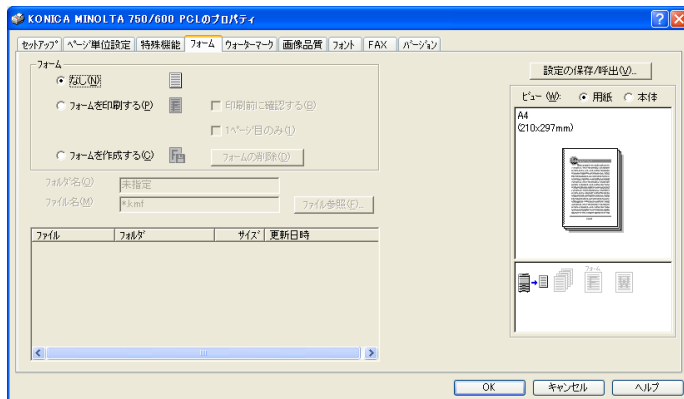 KONICA MINOLTA 750/600 PCLのプロパティ
セットアップ ページ単位設定 特殊機能 フォーム ウォーターマーク 画像品質 フォント FAX バージョン
フォーム
なし(N)
フォームを印刷する(P) 印刷前に確認する(B)
1ページ目のみ(1)
フォームを作成する(C) フォームの削除(D)
フォルダ名(O) 未指定
ファイル名(M) *.kmf ファイル参照(F)...
ファイル フォルダ サイズ 更新日時
設定の保存/呼出(V)...
ビュー(W): 用紙 本体
A4
(210x297mm)
フォーム
OK キャンセル ヘルプ